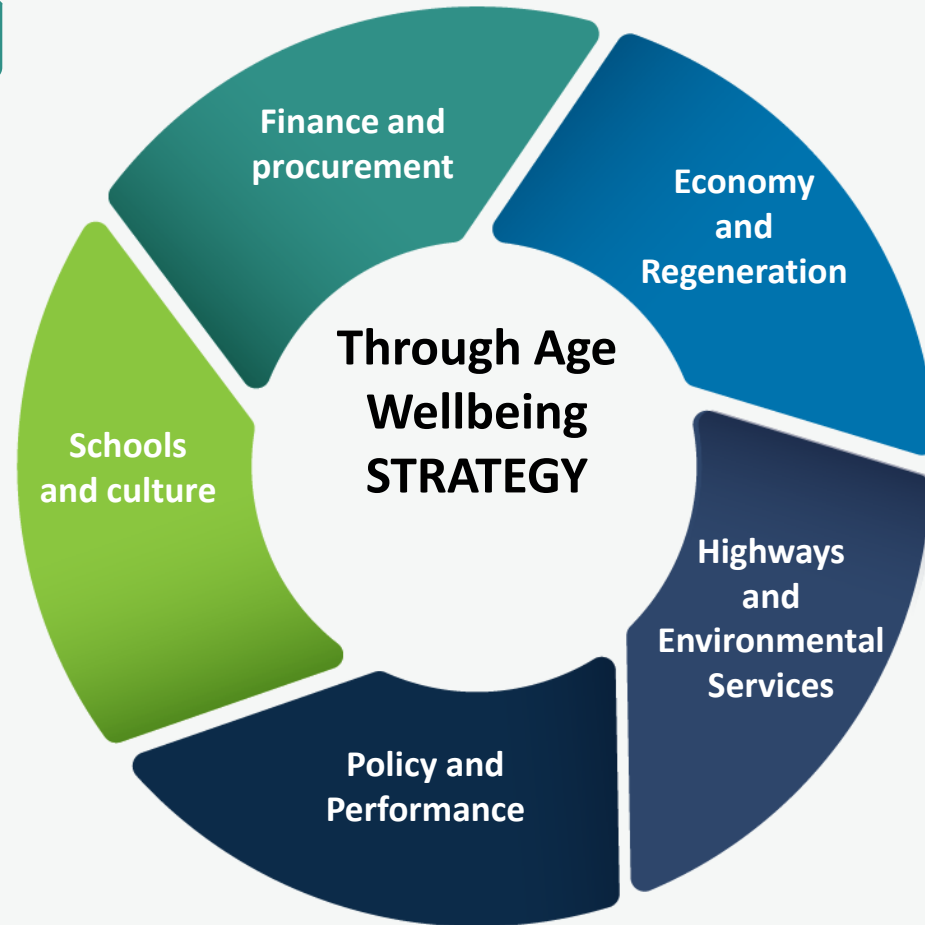 Finance and
procurement
Economy
and
Regeneration
Through Age
Wellbeing
STRATEGY
Schools
and culture
Highways
and
Environmental
Services
Policy and
Performance